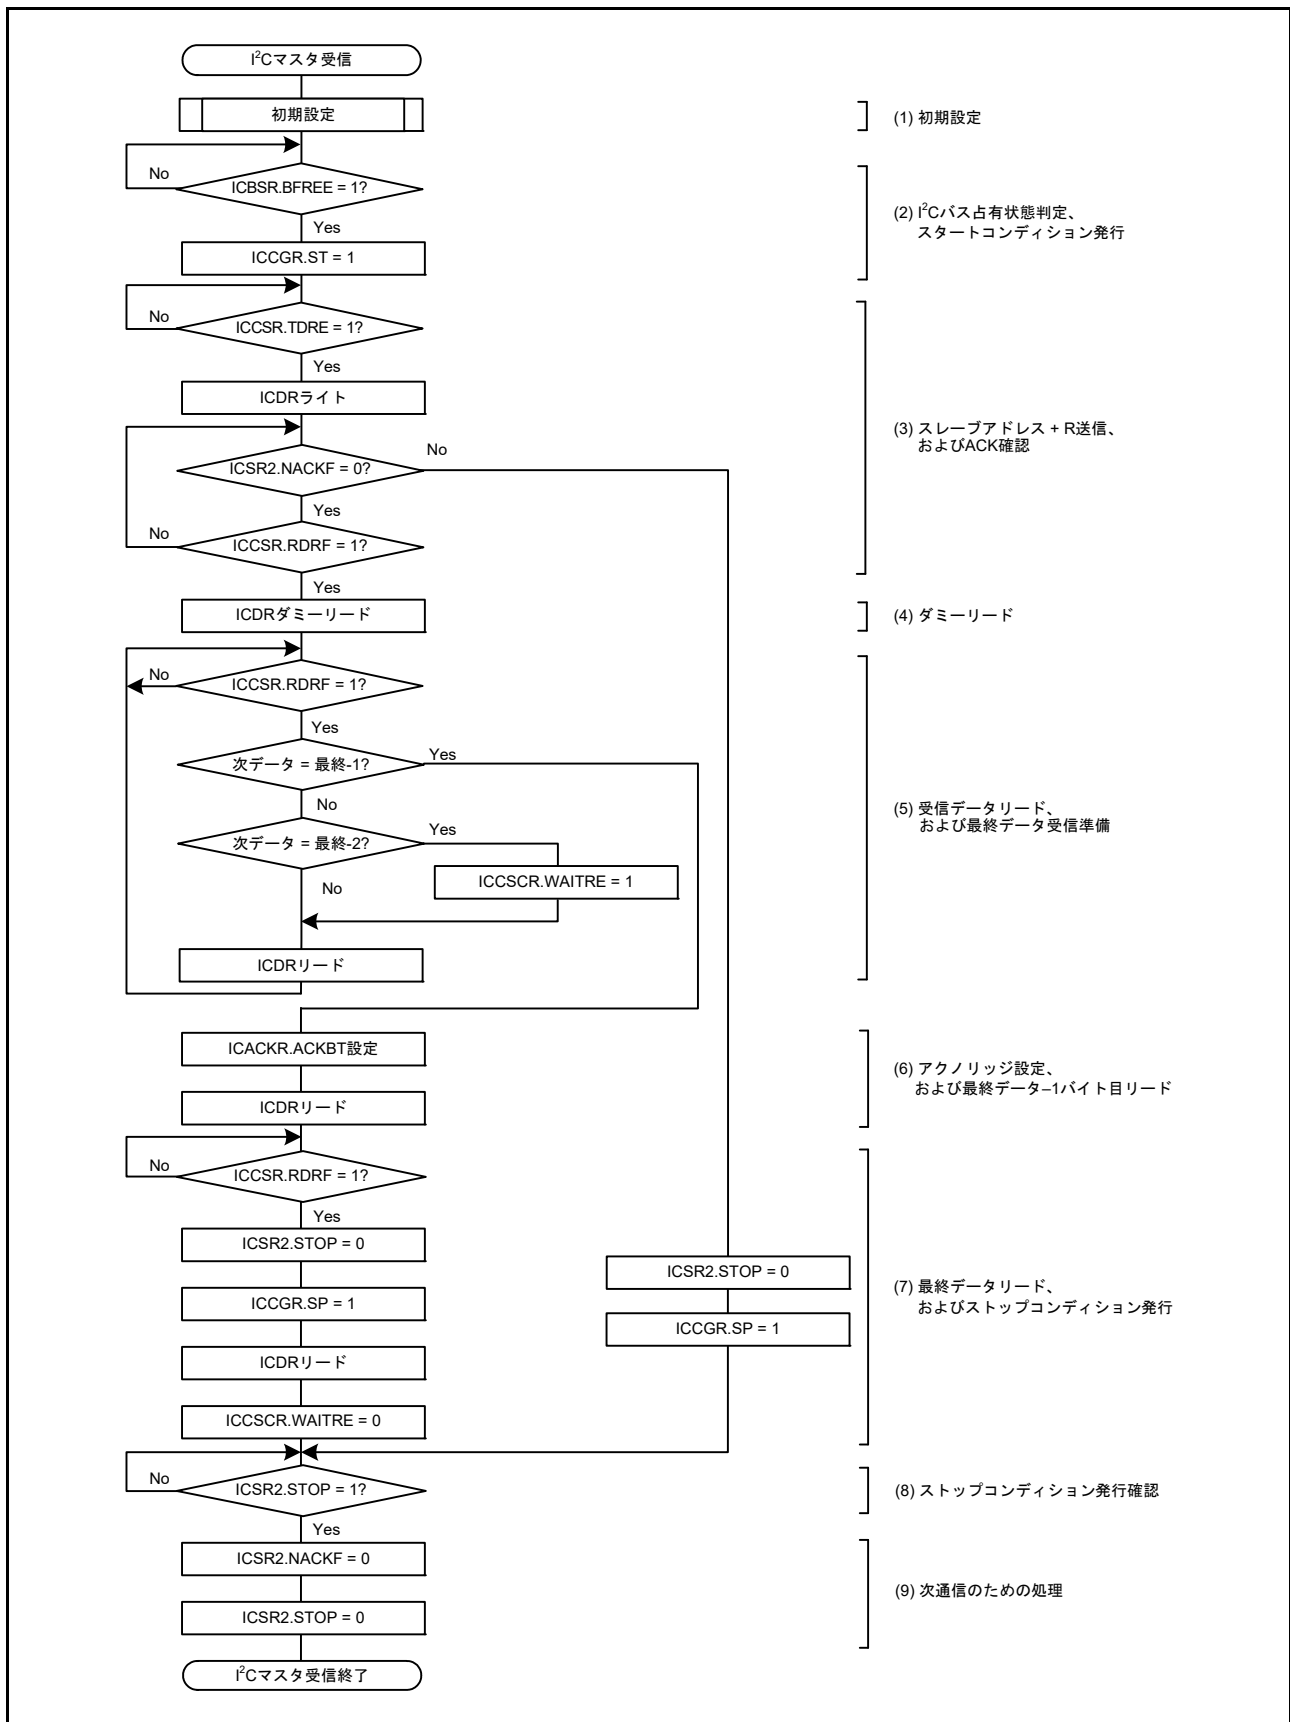 I²Cマスタ受信
初期設定
(1) 初期設定
No
ICBSR.BFREE = 1?
Yes
(2) I²Cバス占有状態判定、
スタートコンディション発行
ICCGR.ST = 1
No
ICCSR.TDRE = 1?
Yes
ICDRライト
(3) スレーブアドレス + R送信、
およびACK確認
No
ICSR2.NACKF = 0?
Yes
No
ICCSR.RDRF = 1?
Yes
ICDRダミーリード
(4) ダミーリード
No
ICCSR.RDRF = 1?
Yes
次データ = 最終-1?
Yes
No
(5) 受信データリード、
および最終データ受信準備
次データ = 最終-2?
Yes
ICCSCR.WAITRE = 1
No
ICDRリード
ICACKR.ACKBT設定
(6) アクノリッジ設定、
および最終データ–1バイト目リード
ICDRリード
No
ICCSR.RDRF = 1?
Yes
ICSR2.STOP = 0
ICSR2.STOP = 0
(7) 最終データリード、
およびストップコンディション発行
ICCGR.SP = 1
ICCGR.SP = 1
ICDRリード
ICCSCR.WAITRE = 0
No
ICSR2.STOP = 1?
(8) ストップコンディション発行確認
Yes
ICSR2.NACKF = 0
(9) 次通信のための処理
ICSR2.STOP = 0
I²Cマスタ受信終了